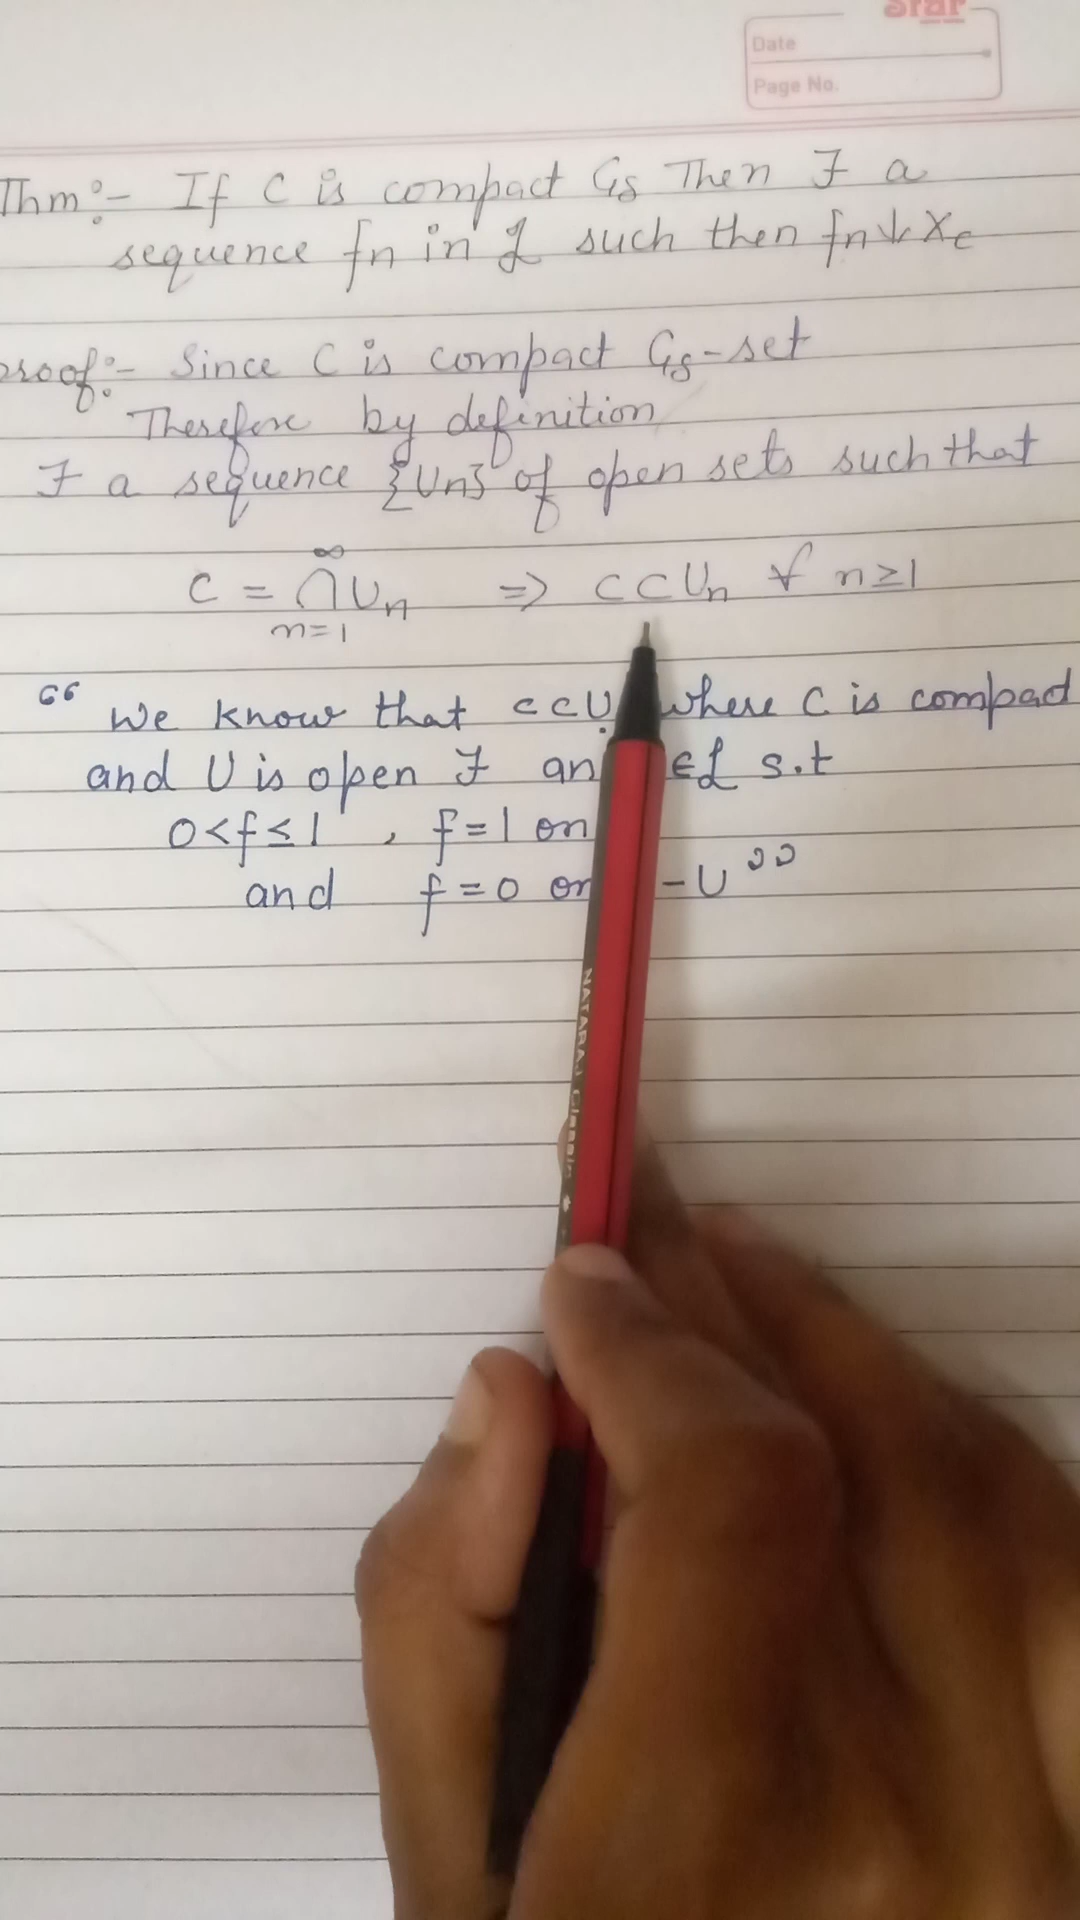 Star
Date
Page No.
Thm:- If C is compact Gδ Then ∃ a
sequence fn in ℒ such then fn↓χc
proof:- Since C is compact Gδ-set
Therefore by definition
∃ a sequence {Un} of open sets such that
C = ∞∩n=1 Un ⇒ C⊂Un ∀ n≥1
“ We know that C⊂U where C is compact
and U is open ∃ an ∈ℒ s.t
0<f≤1 , f=1 on
and f=0 on -U ”
NATARAJ Classic